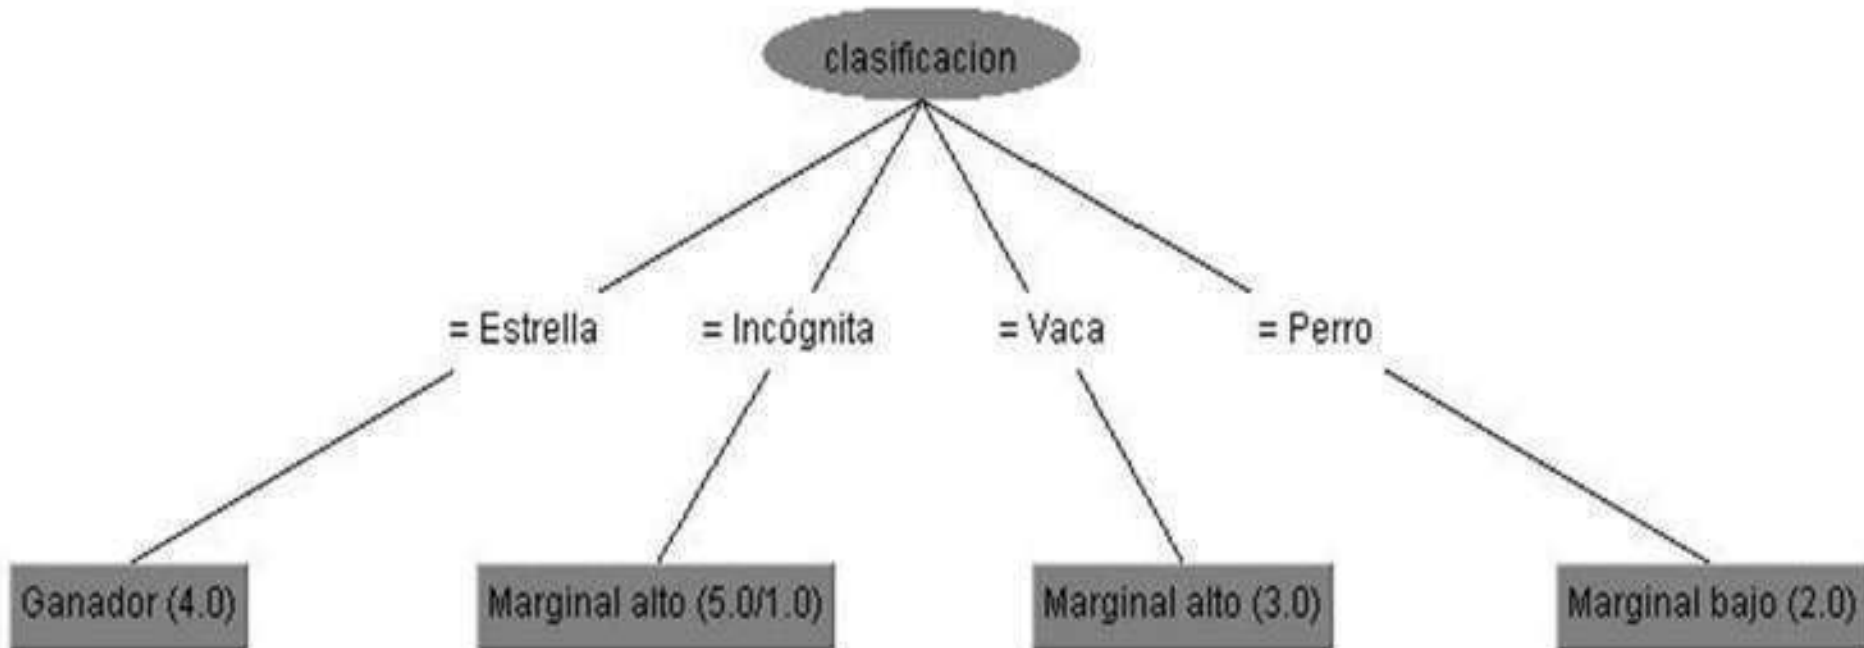 clasificacion
= Estrella
= Incógnita
= Vaca
= Perro
Ganador (4.0)
Marginal alto (5.0/1.0)
Marginal alto (3.0)
Marginal bajo (2.0)